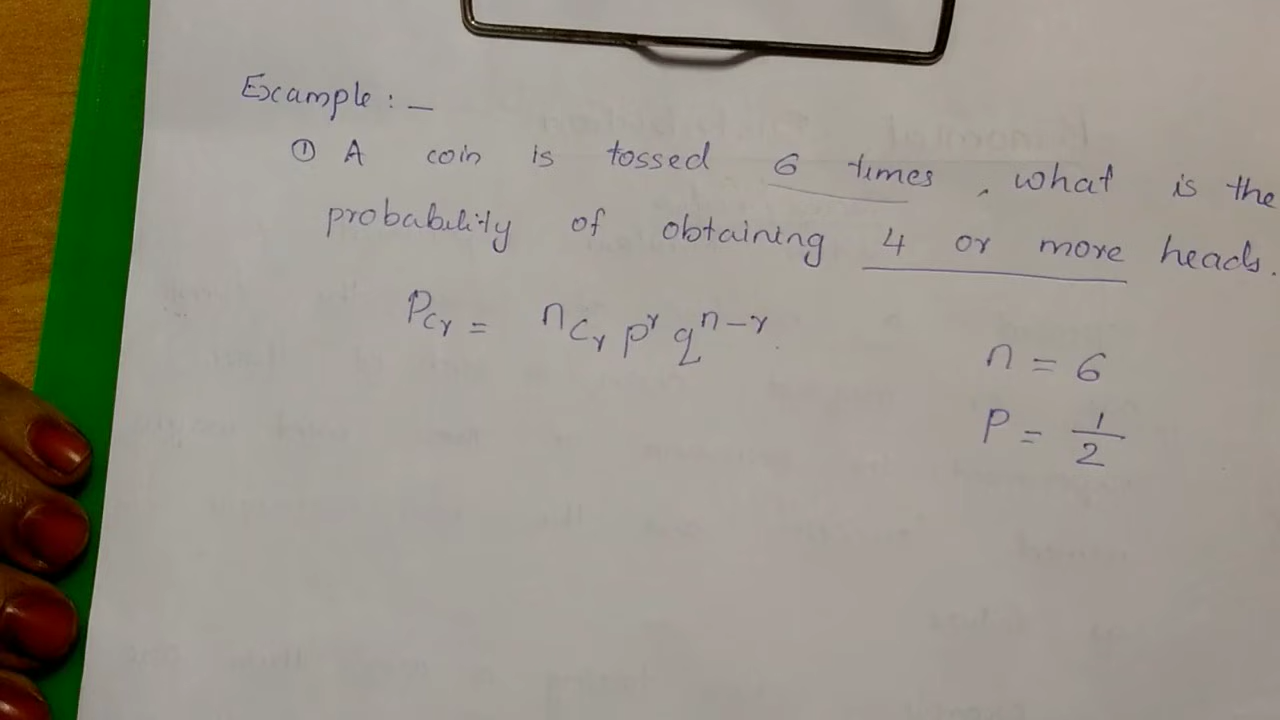 Example : –
① A coin is tossed 6 times, what is the
probability of obtaining 4 or more heads.
Pcr = ncr p^r q^n-r.
n = 6
P = 1/2